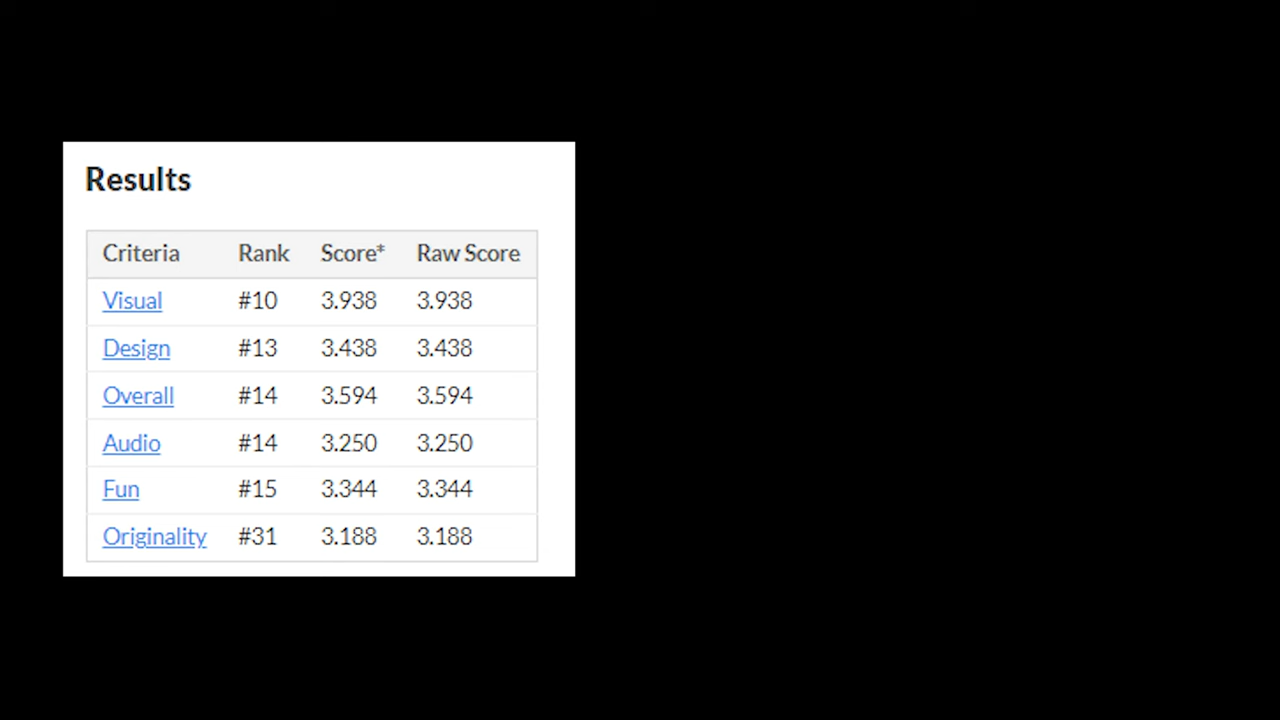 Results
Criteria Rank Score* Raw Score
Visual #10 3.938 3.938
Design #13 3.438 3.438
Overall #14 3.594 3.594
Audio #14 3.250 3.250
Fun #15 3.344 3.344
Originality #31 3.188 3.188